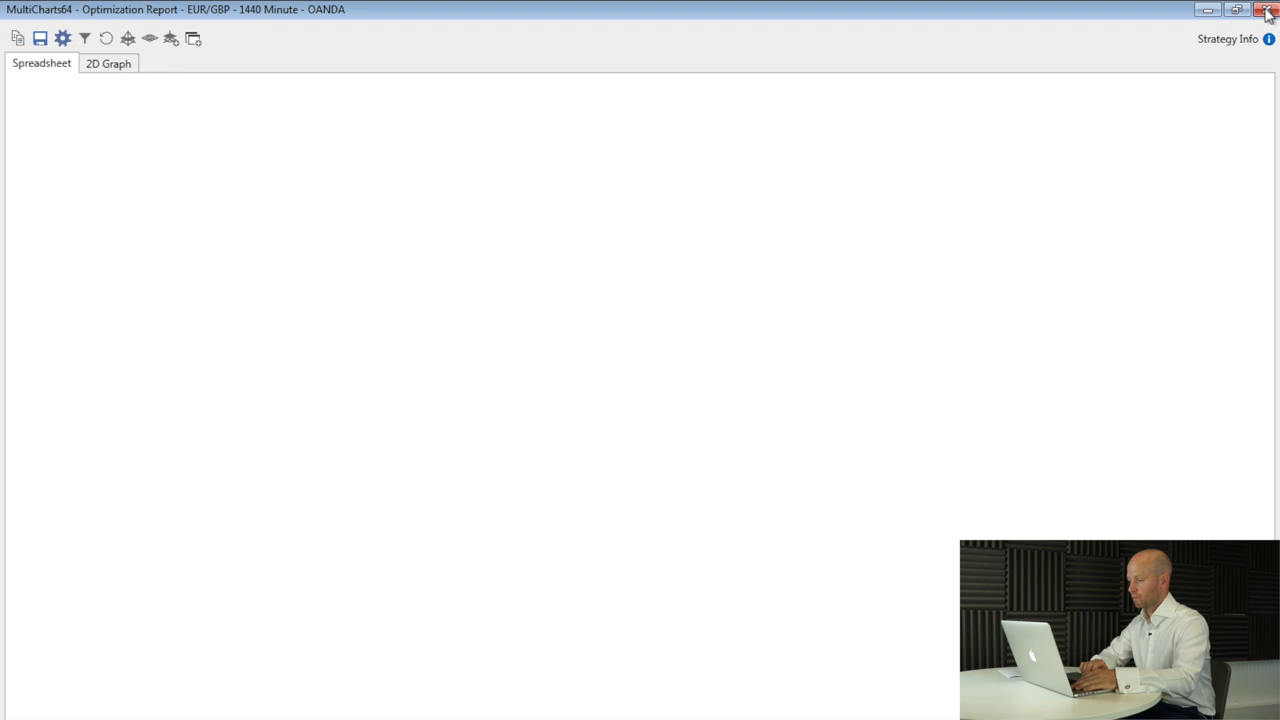 MultiCharts64 - Optimization Report - EUR/GBP - 1440 Minute - OANDA
Strategy Info
Spreadsheet
2D Graph